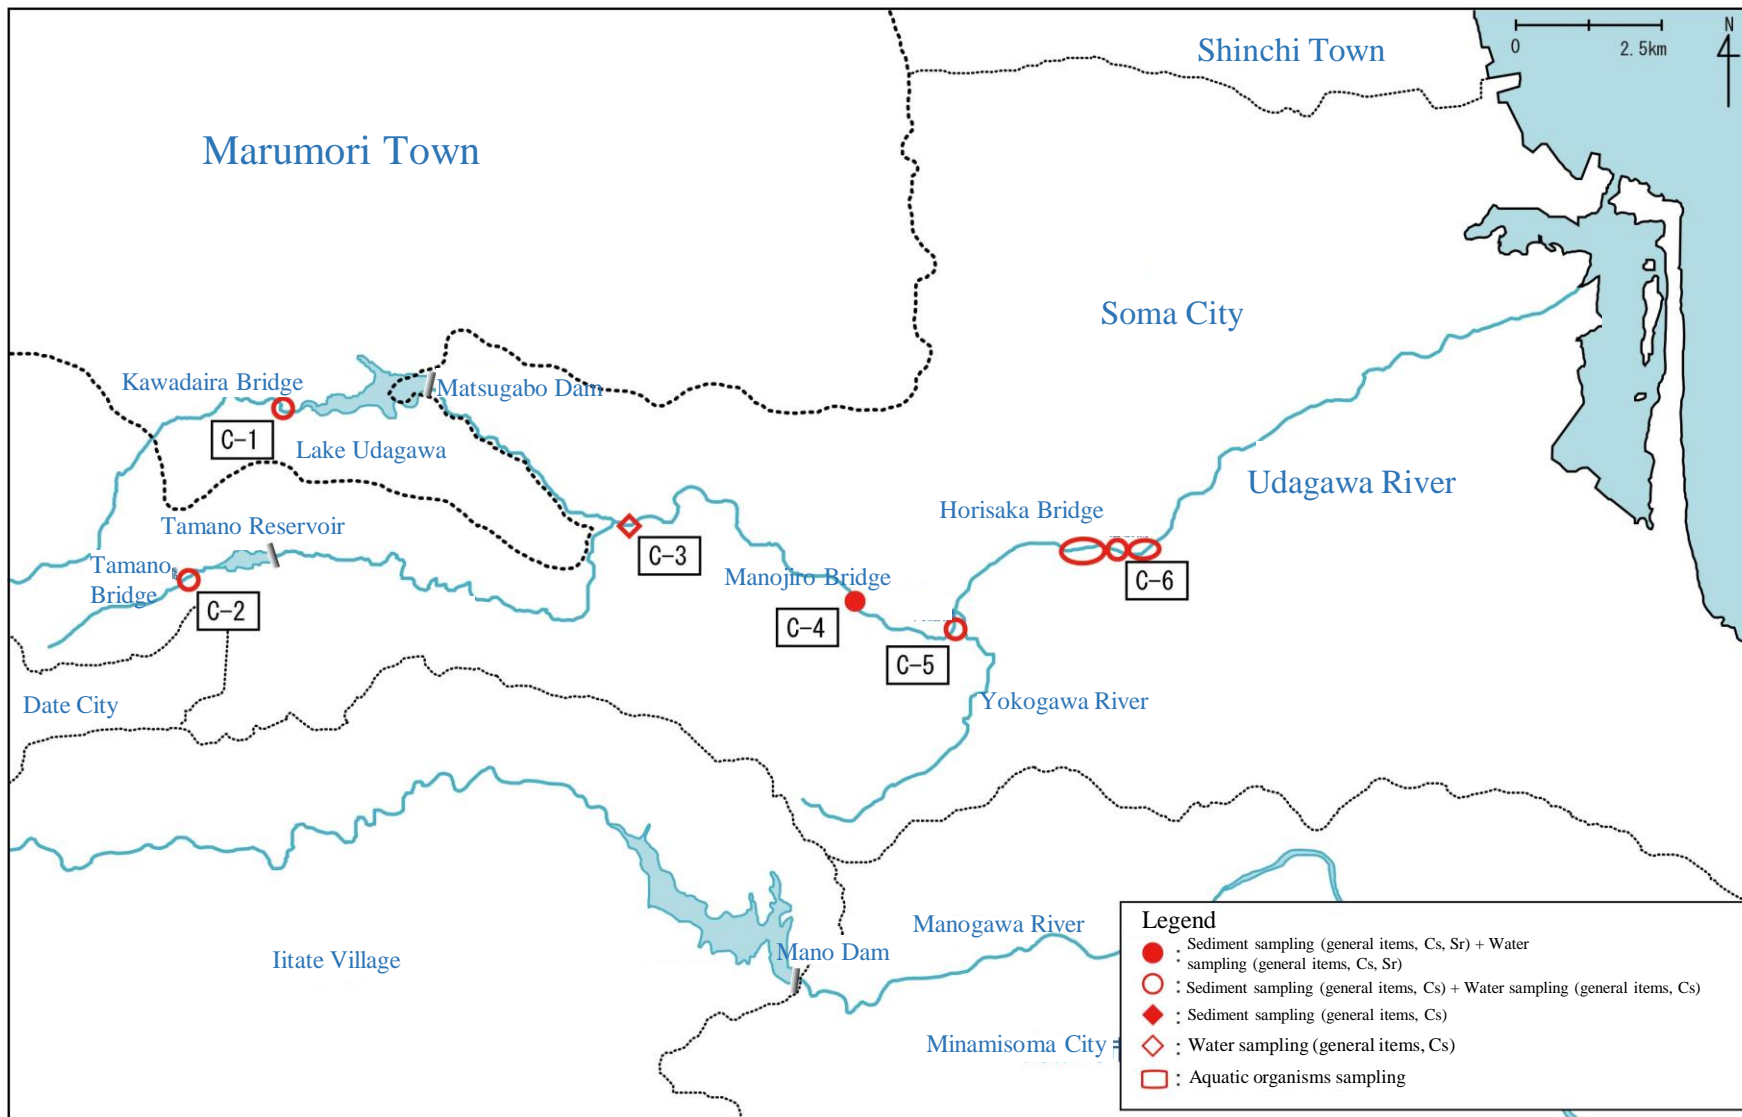 Shinchi Town
0
2.5km
N
Marumori Town
Soma City
Kawadaira Bridge
Matsugabo Dam
C-1
Lake Udagawa
Udagawa River
Horisaka Bridge
Tamano Reservoir
Tamano
Bridge
C-2
C-3
Manojiro Bridge
C-6
C-4
C-5
Date City
Yokogawa River
Manogawa River
Mano Dam
Iitate Village
Minamisoma City
Legend
: Sediment sampling (general items, Cs, Sr) + Water
sampling (general items, Cs, Sr)
: Sediment sampling (general items, Cs) + Water sampling (general items, Cs)
: Sediment sampling (general items, Cs)
: Water sampling (general items, Cs)
: Aquatic organisms sampling